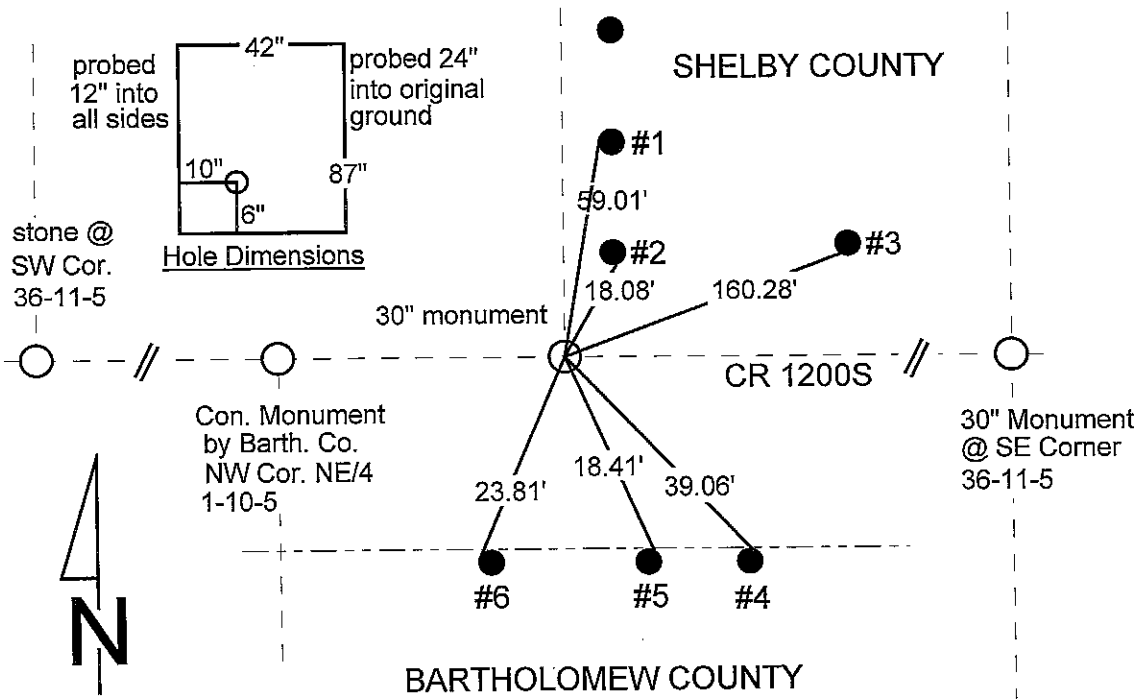 42"
probed
12" into
all sides
probed 24"
into original
ground
10"
87"
6"
Hole Dimensions
SHELBY COUNTY
#1
59.01'
#2
18.08'
#3
160.28'
stone @
SW Cor.
36-11-5
30" monument
CR 1200S
Con. Monument
by Barth. Co.
NW Cor. NE/4
1-10-5
30" Monument
@ SE Corner
36-11-5
23.81'
18.41'
39.06'
#6
#5
#4
N
BARTHOLOMEW COUNTY